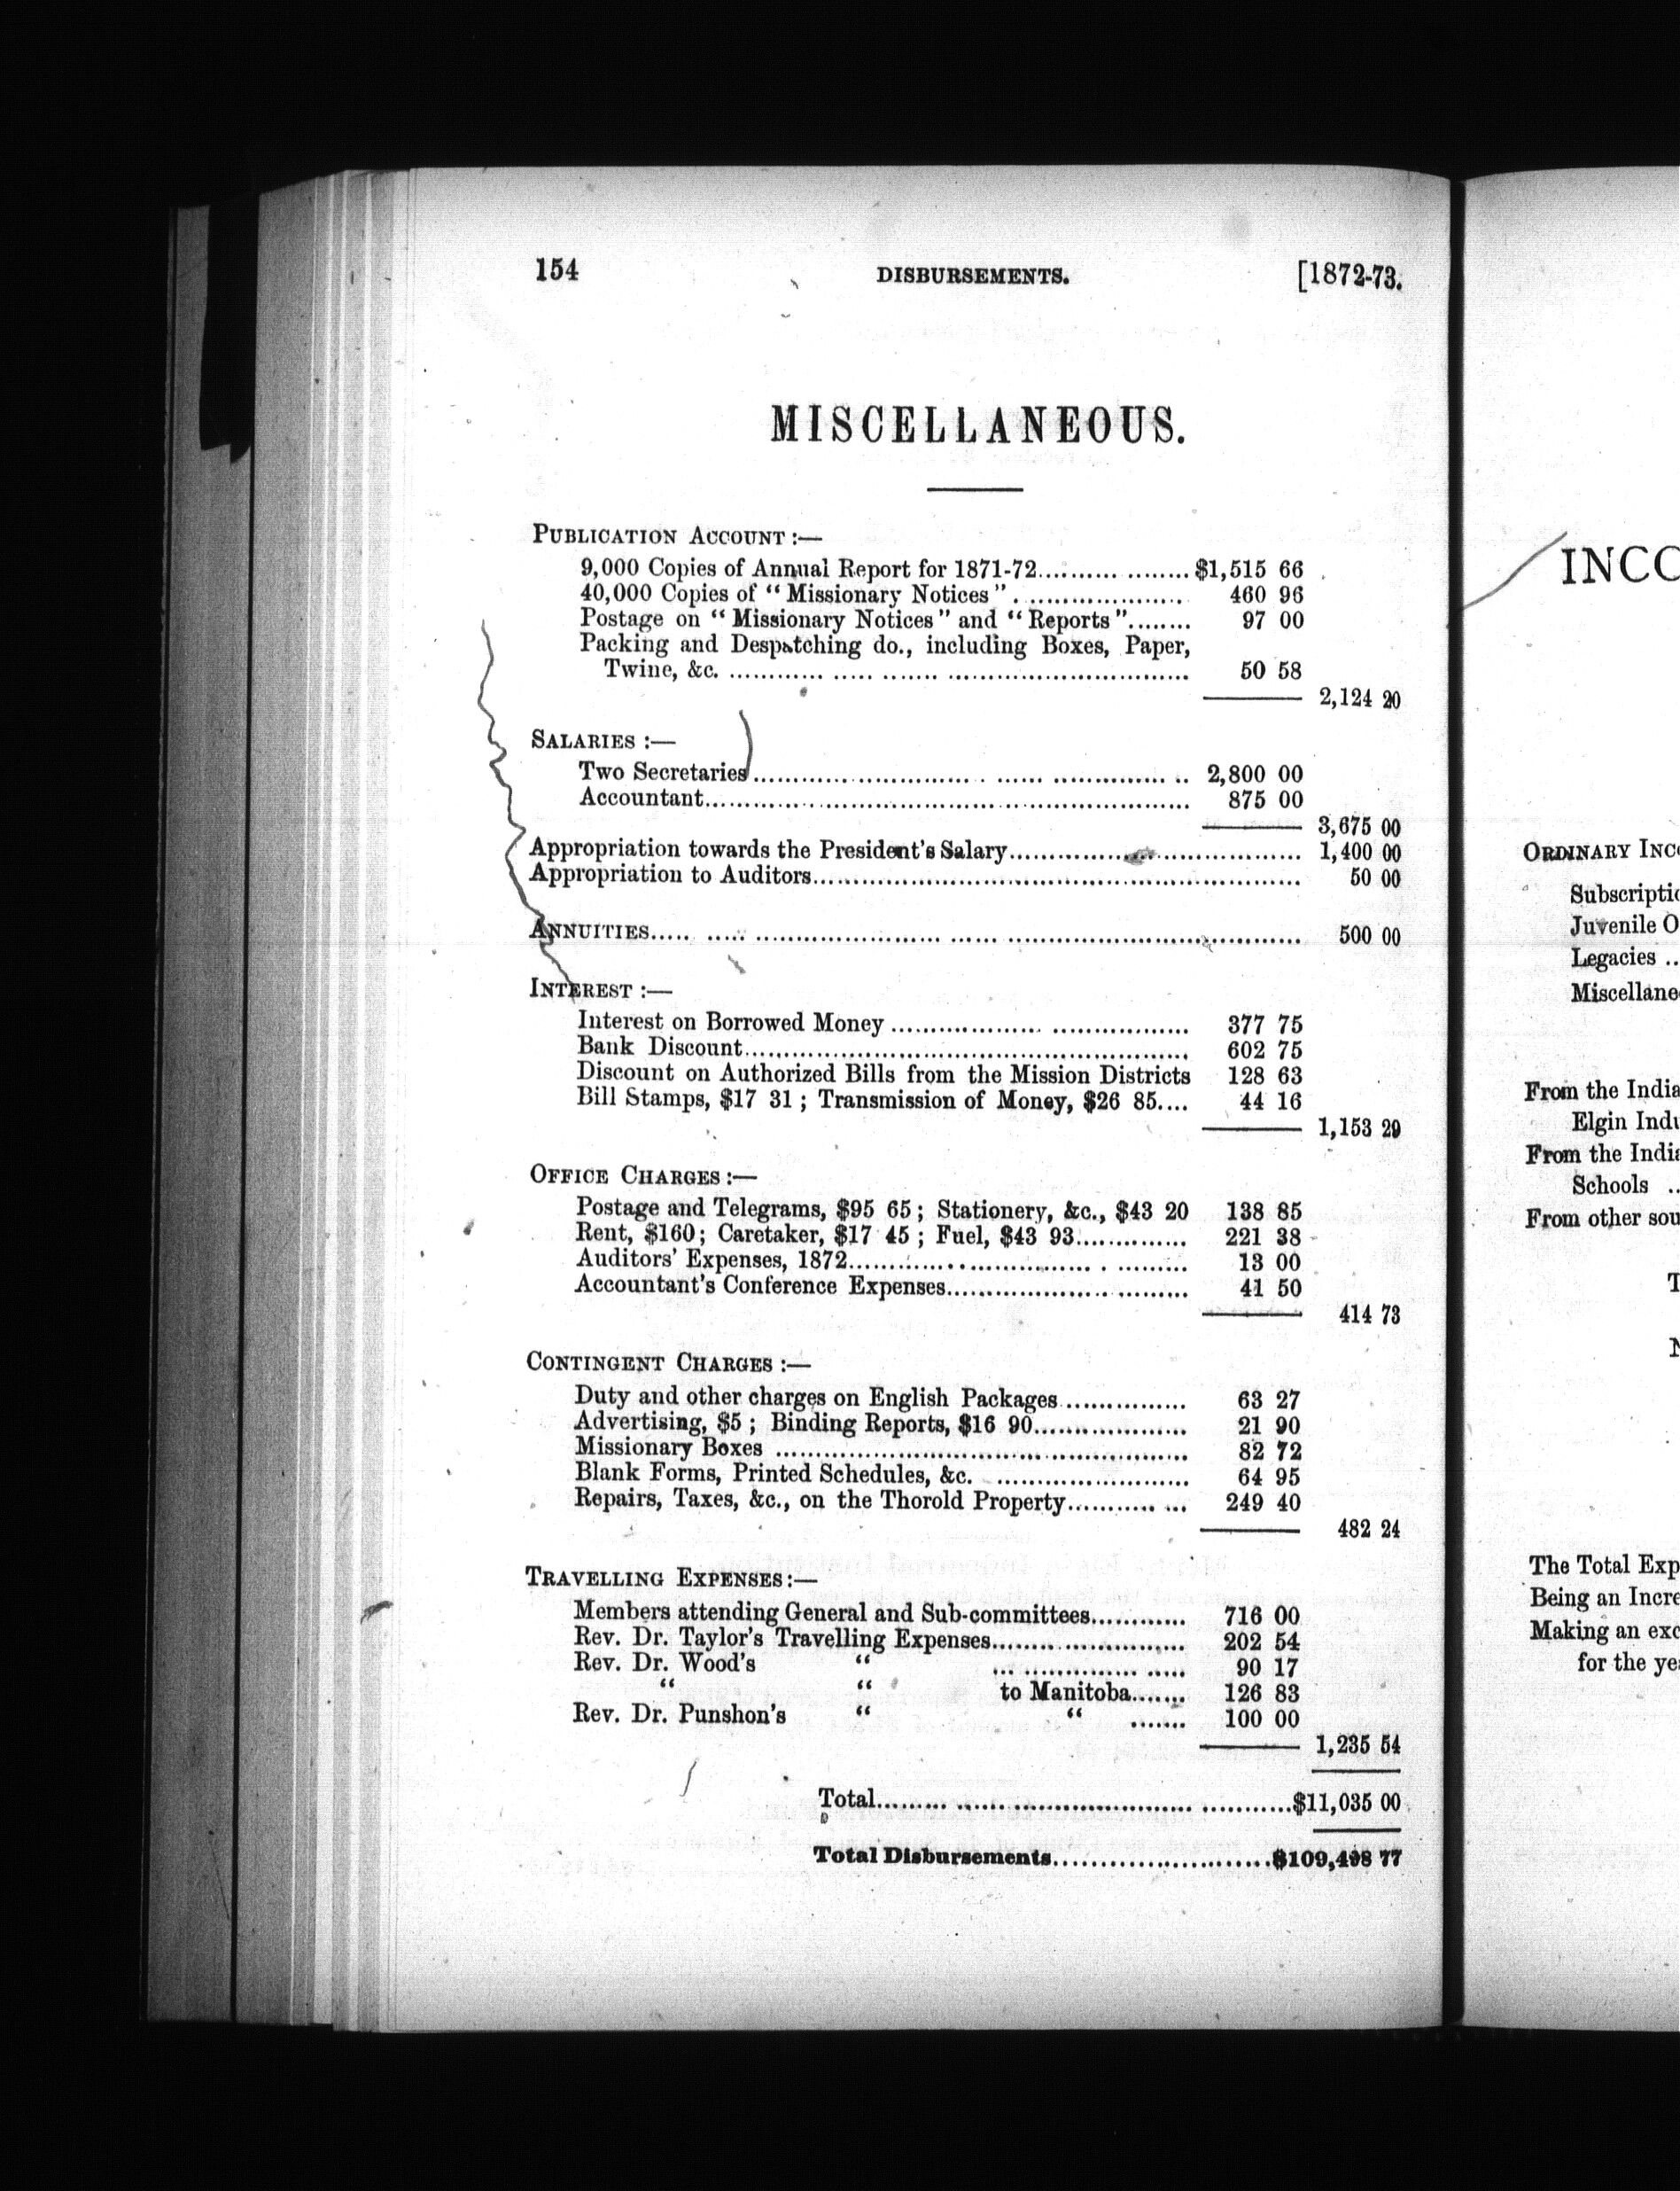 154 DISBURSEMENTS. [1872-73.
MISCELLANEOUS.
PUBLICATION ACCOUNT :—
9,000 Copies of Annual Report for 1871-72.................. $1,515 66
40,000 Copies of "Missionary Notices" ..................... 460 96
Postage on "Missionary Notices" and "Reports"........ 97 00
Packing and Despatching do., including Boxes, Paper,
Twine, &c. .................................................. 50 58
2,124 20
SALARIES :—
Two Secretaries.................................................. 2,800 00
Accountant....................................................... 875 00
3,675 00
Appropriation towards the President's Salary.................................... 1,400 00
Appropriation to Auditors............................................................ 50 00
ANNUITIES.............................................................................. 500 00
INTEREST :—
Interest on Borrowed Money .................................... 377 75
Bank Discount....................................................... 602 75
Discount on Authorized Bills from the Mission Districts 128 63
Bill Stamps, $17 31 ; Transmission of Money, $26 85.... 44 16
1,153 29
OFFICE CHARGES :—
Postage and Telegrams, $95 65 ; Stationery, &c., $43 20 138 85
Rent, $160 ; Caretaker, $17 45 ; Fuel, $43 93.............. 221 38
Auditors' Expenses, 1872.......................................... 13 00
Accountant's Conference Expenses.............................. 41 50
414 73
CONTINGENT CHARGES :—
Duty and other charges on English Packages................ 63 27
Advertising, $5 ; Binding Reports, $16 90................... 21 90
Missionary Boxes ................................................... 82 72
Blank Forms, Printed Schedules, &c. ......................... 64 95
Repairs, Taxes, &c., on the Thorold Property.............. 249 40
482 24
TRAVELLING EXPENSES :—
Members attending General and Sub-committees............ 716 00
Rev. Dr. Taylor's Travelling Expenses......................... 202 54
Rev. Dr. Wood's " ...................... 90 17
" " to Manitoba....... 126 83
Rev. Dr. Punshon's " " ....... 100 00
1,235 54
Total...................................................$11,035 00
Total Disbursements...........................$109,498 77
INCO
ORDINARY INC
Subscripti
Juvenile O
Legacies ..
Miscellane
From the India
Elgin Indu
From the India
Schools ..
From other sou
T
The Total Exp
Being an Incre
Making an exc
for the ye